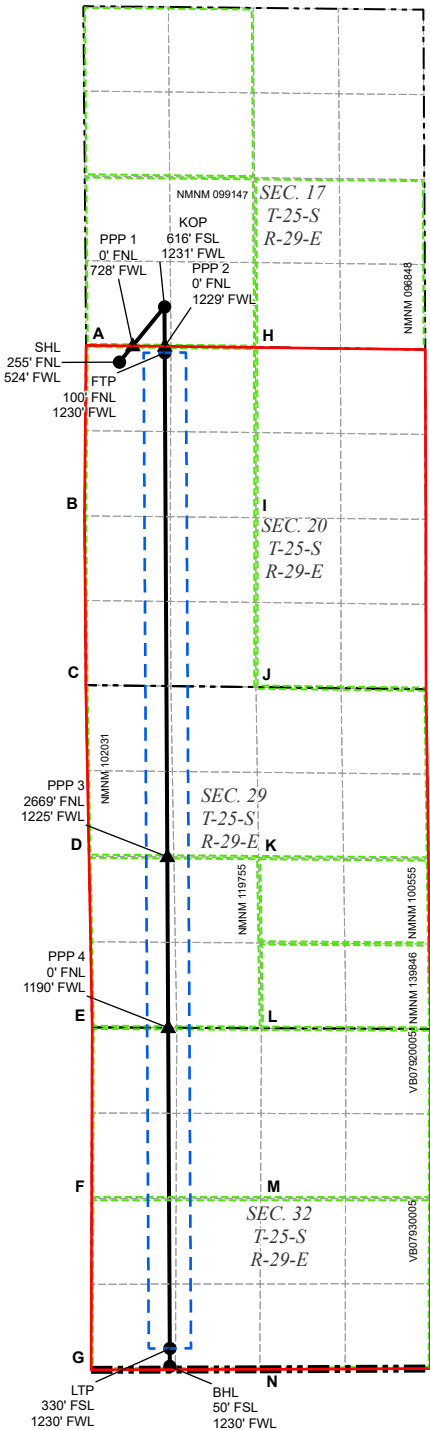 NMNM 099147
SEC. 17
T-25-S
R-29-E
KOP
616' FSL
1231' FWL
PPP 1
0' FNL
728' FWL
PPP 2
0' FNL
1229' FWL
NMNM 096848
A
H
SHL
255' FNL
524' FWL
FTP
100' FNL
1230' FWL
B
I
SEC. 20
T-25-S
R-29-E
C
J
NMNM 102031
PPP 3
2669' FNL
1225' FWL
SEC. 29
T-25-S
R-29-E
D
K
NMNM 119755
NMNM 100555
PPP 4
0' FNL
1190' FWL
NMNM 139846
E
L
VB07920005
F
M
SEC. 32
T-25-S
R-29-E
VB07930005
G
N
LTP
330' FSL
1230' FWL
BHL
50' FSL
1230' FWL